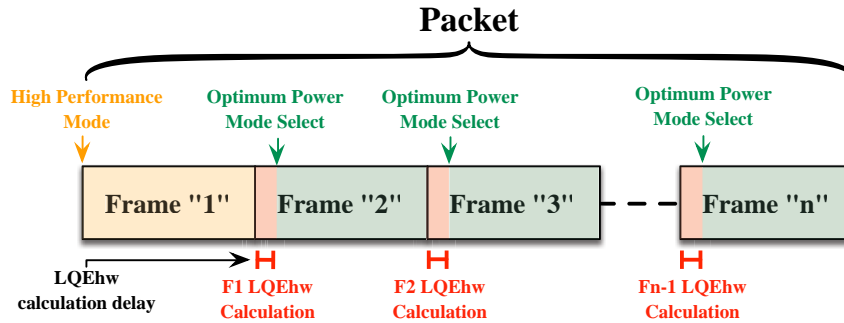 Packet
High Performance
Mode
Optimum Power
Mode Select
Optimum Power
Mode Select
Optimum Power
Mode Select
Frame "1"
Frame "2"
Frame "3"
Frame "n"
LQEhw
calculation delay
F1 LQEhw
Calculation
F2 LQEhw
Calculation
Fn-1 LQEhw
Calculation